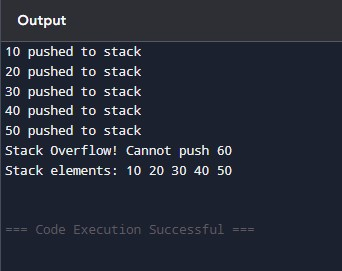 Output
10 pushed to stack
20 pushed to stack
30 pushed to stack
40 pushed to stack
50 pushed to stack
Stack Overflow! Cannot push 60
Stack elements: 10 20 30 40 50
=== Code Execution Successful ===